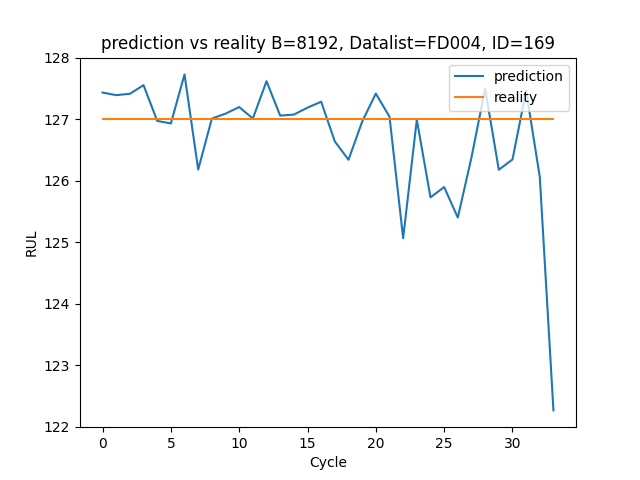 prediction vs reality B=8192, Datalist=FD004, ID=169
128
127
126
125
124
123
122
RUL
prediction
reality
0 5 10 15 20 25 30
Cycle